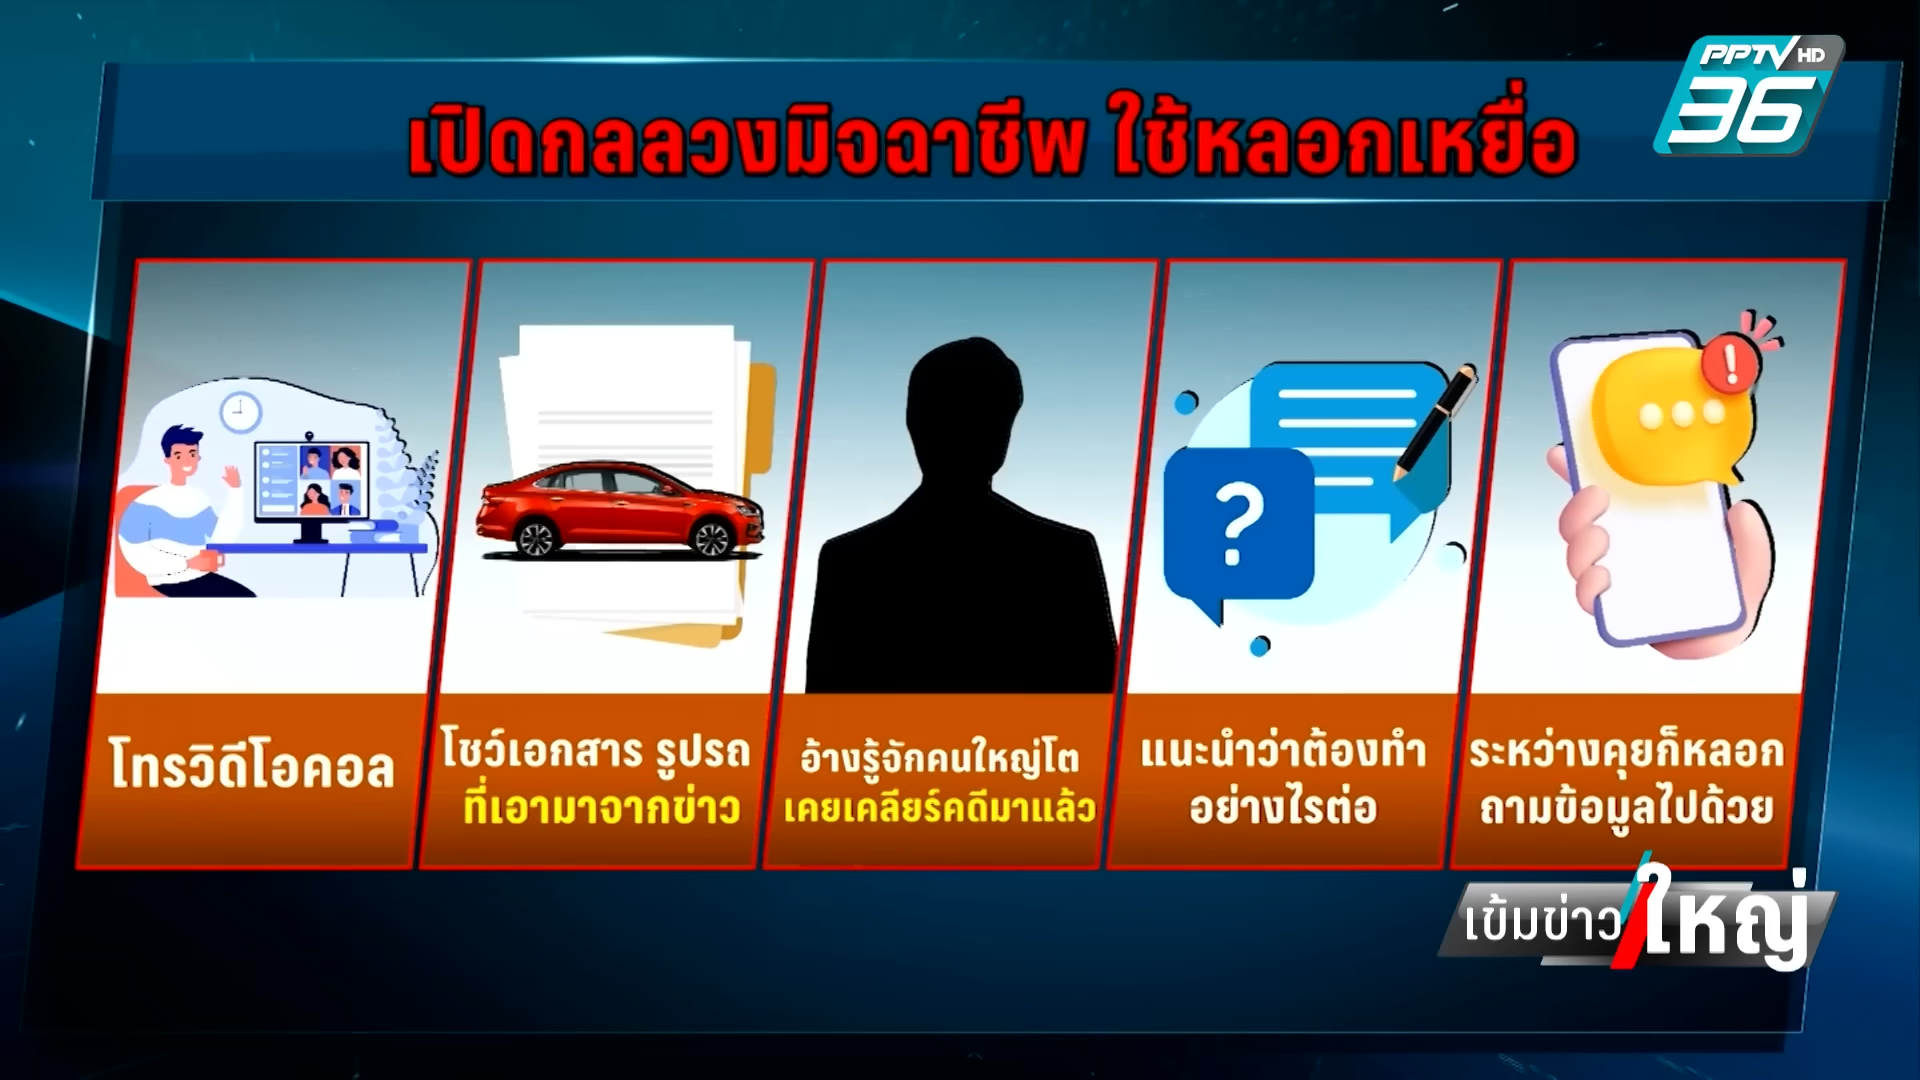 PPTV HD
36
เปิดกลลวงมิจฉาชีพ ใช้หลอกเหยื่อ
?
!
โทรวิดีโอคอล
โชว์เอกสาร รูปรถ
ที่เอามาจากข่าว
อ้างรู้จักคนใหญ่โต
เคยเคลียร์คดีมาแล้ว
แนะนำว่าต้องทำ
อย่างไรต่อ
ระหว่างคุยก็หลอก
ถามข้อมูลไปด้วย
เข้มข่าวใหญ่